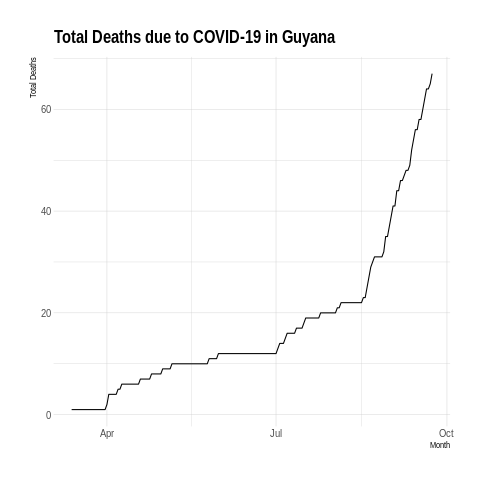 Total Deaths due to COVID-19 in Guyana
Total Deaths
60
40
20
0
Apr Jul Oct
Month